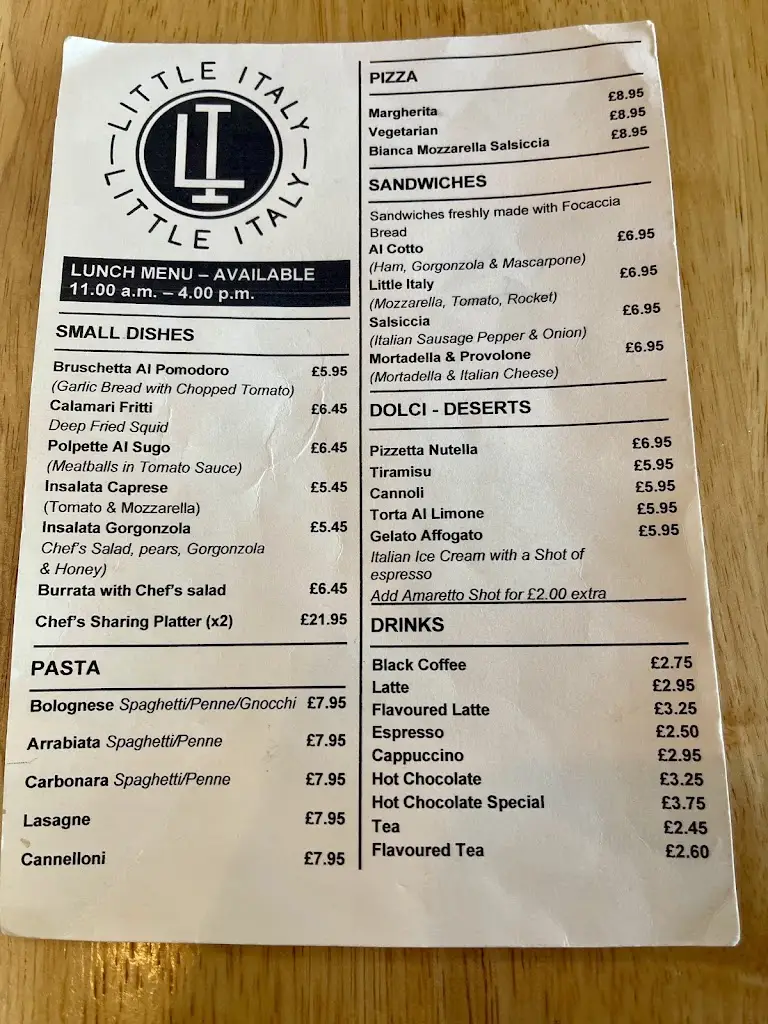 LITTLE ITALY
LI
LITTLE ITALY
LUNCH MENU – AVAILABLE
11.00 a.m. – 4.00 p.m.
SMALL DISHES
Bruschetta Al Pomodoro £5.95
(Garlic Bread with Chopped Tomato)
Calamari Fritti £6.45
Deep Fried Squid
Polpette Al Sugo £6.45
(Meatballs in Tomato Sauce)
Insalata Caprese £5.45
(Tomato & Mozzarella)
Insalata Gorgonzola £5.45
Chef's Salad, pears, Gorgonzola
& Honey)
Burrata with Chef's salad £6.45
Chef's Sharing Platter (x2) £21.95
PASTA
Bolognese Spaghetti/Penne/Gnocchi £7.95
Arrabiata Spaghetti/Penne £7.95
Carbonara Spaghetti/Penne £7.95
Lasagne £7.95
Cannelloni £7.95
PIZZA
Margherita £8.95
Vegetarian £8.95
Bianca Mozzarella Salsiccia £8.95
SANDWICHES
Sandwiches freshly made with Focaccia
Bread
Al Cotto £6.95
(Ham, Gorgonzola & Mascarpone)
Little Italy £6.95
(Mozzarella, Tomato, Rocket)
Salsiccia £6.95
(Italian Sausage Pepper & Onion)
Mortadella & Provolone £6.95
(Mortadella & Italian Cheese)
DOLCI - DESERTS
Pizzetta Nutella £6.95
Tiramisu £5.95
Cannoli £5.95
Torta Al Limone £5.95
Gelato Affogato £5.95
Italian Ice Cream with a Shot of
espresso
Add Amaretto Shot for £2.00 extra
DRINKS
Black Coffee £2.75
Latte £2.95
Flavoured Latte £3.25
Espresso £2.50
Cappuccino £2.95
Hot Chocolate £3.25
Hot Chocolate Special £3.75
Tea £2.45
Flavoured Tea £2.60